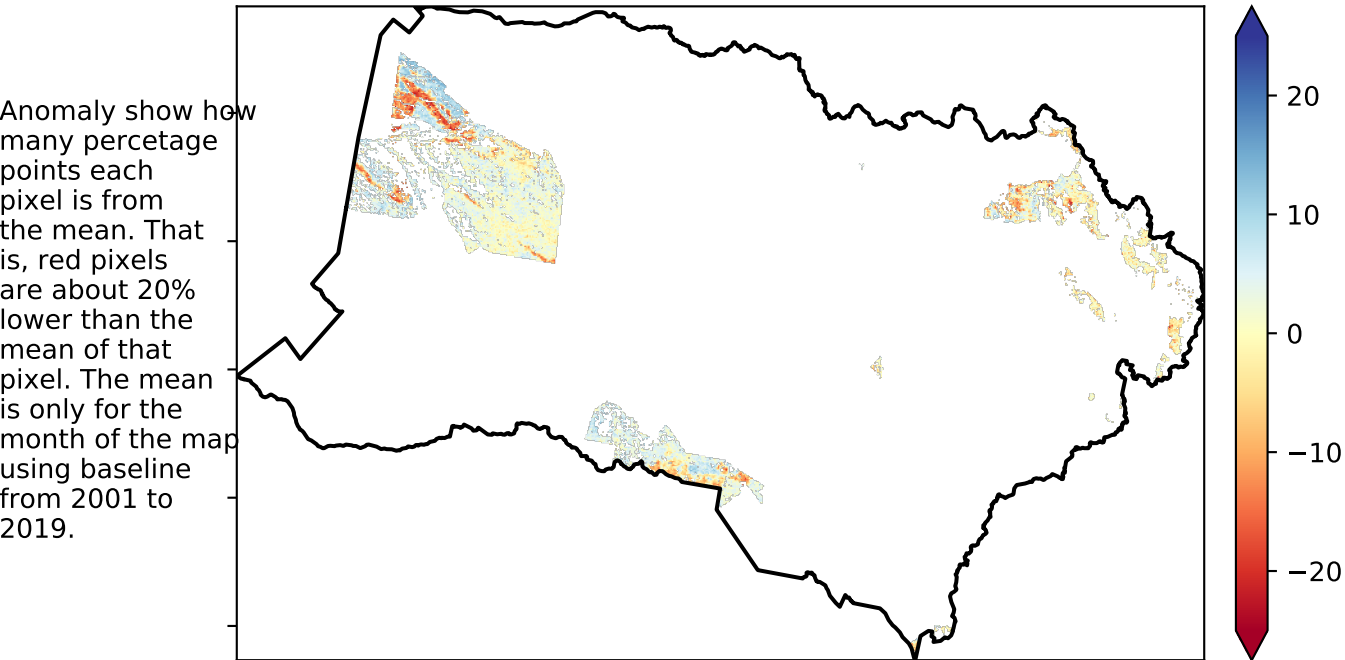 Anomaly show how
many percetage
points each
pixel is from
the mean. That
is, red pixels
are about 20%
lower than the
mean of that
pixel. The mean
is only for the
month of the map
using baseline
from 2001 to
2019.
20
10
0
−10
−20